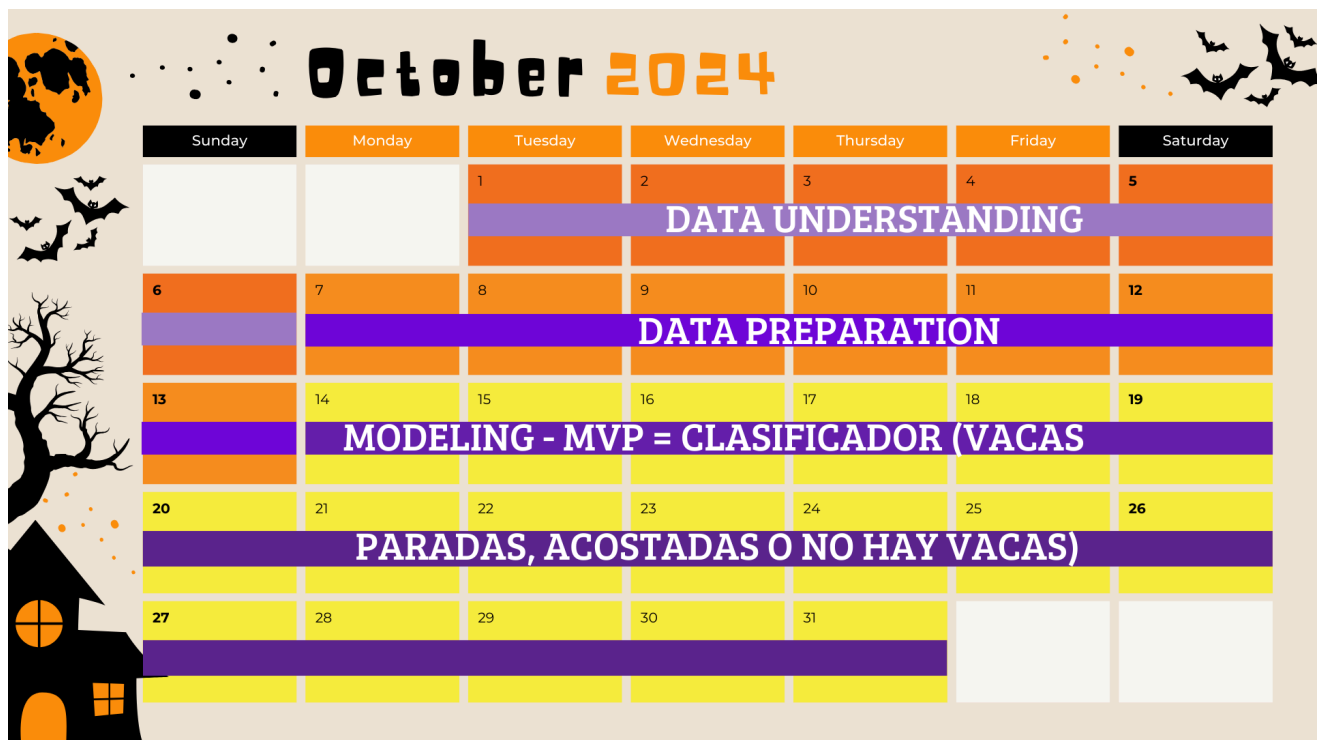 October 2024
Sunday Monday Tuesday Wednesday Thursday Friday Saturday
1 2 3 4 5
DATA UNDERSTANDING
6 7 8 9 10 11 12
DATA PREPARATION
13 14 15 16 17 18 19
MODELING - MVP = CLASIFICADOR (VACAS
20 21 22 23 24 25 26
PARADAS, ACOSTADAS O NO HAY VACAS)
27 28 29 30 31